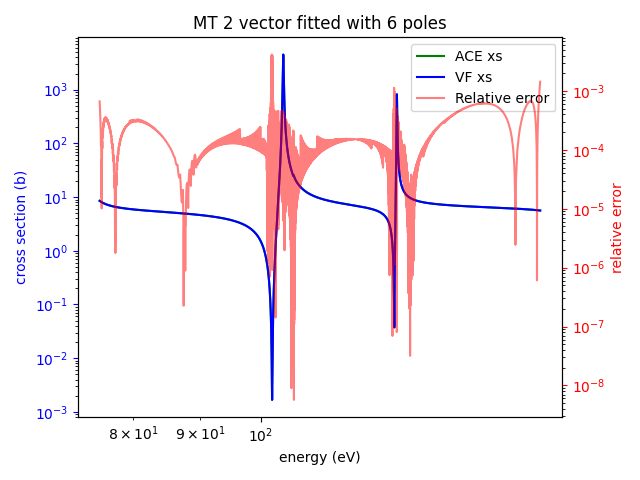 MT 2 vector fitted with 6 poles
ACE xs
VF xs
Relative error
cross section (b)
10³
10²
10¹
10⁰
10⁻¹
10⁻²
10⁻³
relative error
10⁻³
10⁻⁴
10⁻⁵
10⁻⁶
10⁻⁷
10⁻⁸
8 × 10¹ 9 × 10¹ 10²
energy (eV)